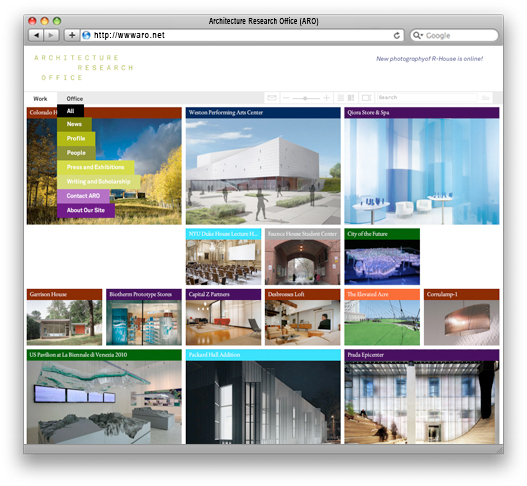 Architecture Research Office (ARO)
http://wwwaro.net
Google
ARCHITECTURE
RESEARCH
OFFICE
New photographyof R-House is online!
Work
Office
Search
All
News
Profile
People
Press and Exhibitions
Writing and Scholarship
Contact ARO
About Our Site
Colorado H
Weston Performing Arts Center
Qiora Store & Spa
NYU Duke House Lecture H...
Faunce House Student Center
City of the Future
Garrison House
Biotherm Prototype Stores
Capital Z Partners
Desbrosses Loft
The Elevated Acre
Cornulamp-1
US Pavilion at La Biennale di Venezia 2010
Packard Hall Addition
Prada Epicenter